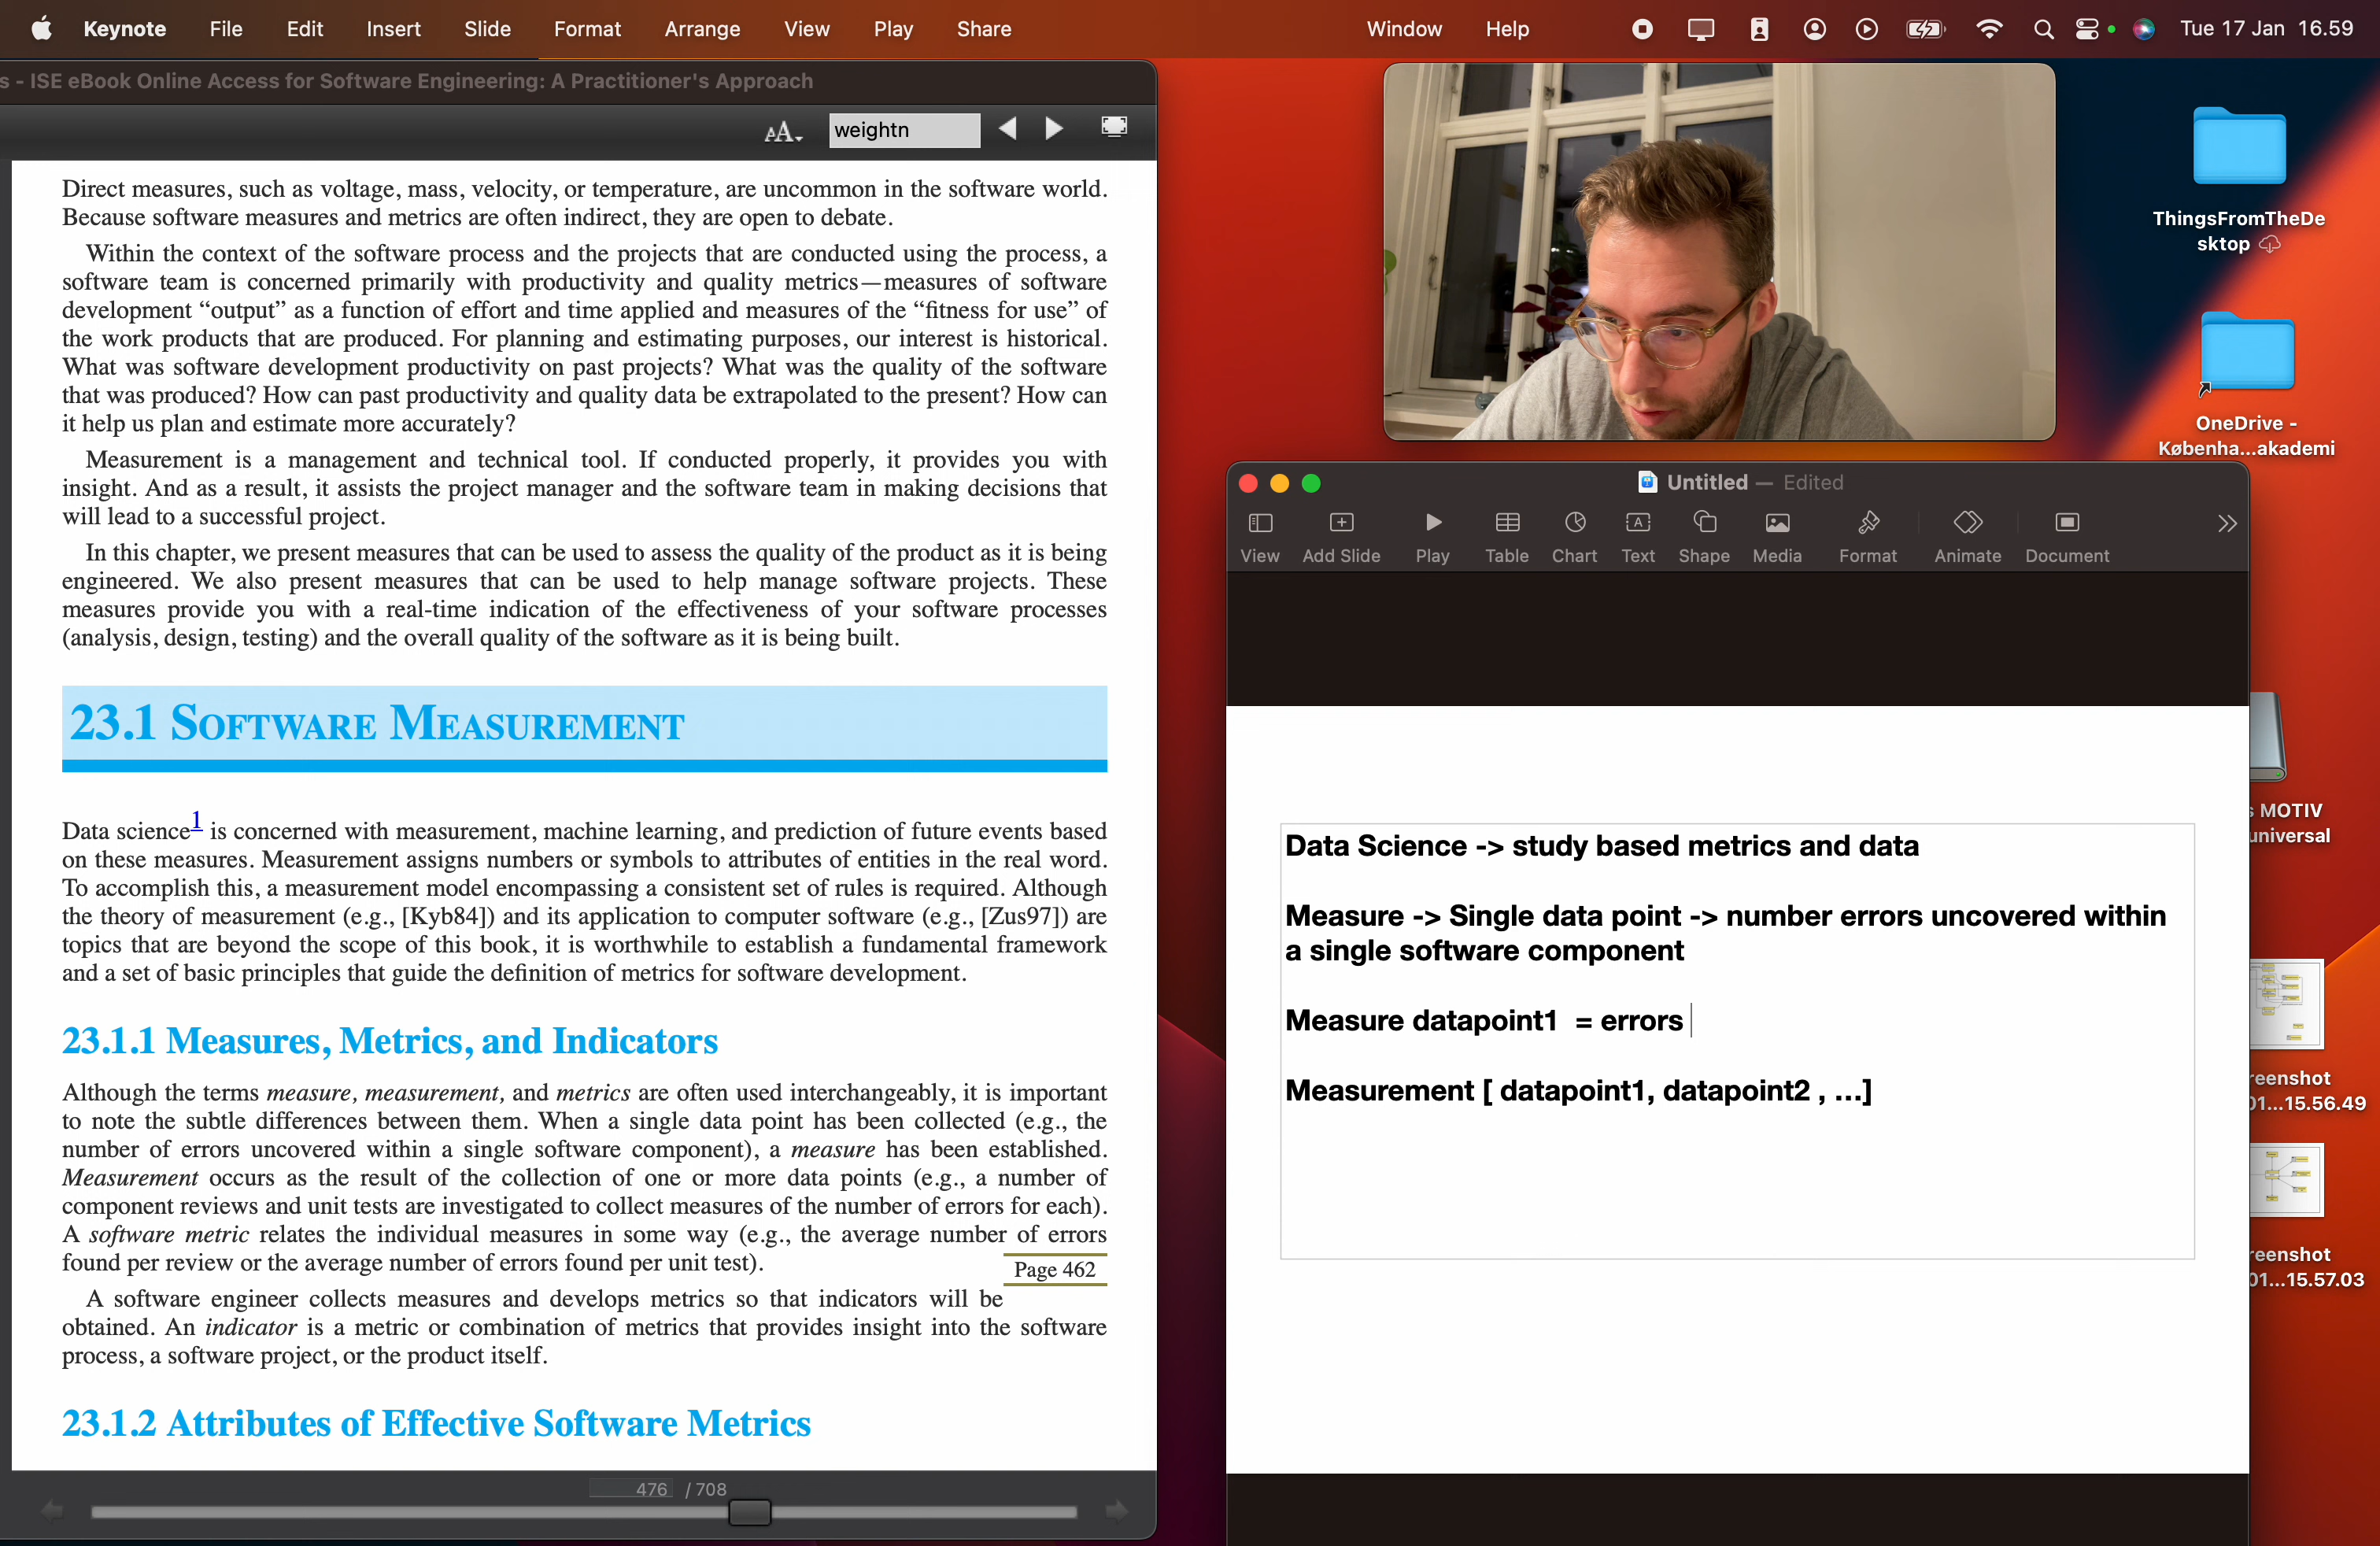 Keynote File Edit Insert Slide Format Arrange View Play Share Window Help Tue 17 Jan 16.59
s - ISE eBook Online Access for Software Engineering: A Practitioner's Approach
AA weightn
Direct measures, such as voltage, mass, velocity, or temperature, are uncommon in the software world.
Because software measures and metrics are often indirect, they are open to debate.
Within the context of the software process and the projects that are conducted using the process, a
software team is concerned primarily with productivity and quality metrics—measures of software
development “output” as a function of effort and time applied and measures of the “fitness for use” of
the work products that are produced. For planning and estimating purposes, our interest is historical.
What was software development productivity on past projects? What was the quality of the software
that was produced? How can past productivity and quality data be extrapolated to the present? How can
it help us plan and estimate more accurately?
Measurement is a management and technical tool. If conducted properly, it provides you with
insight. And as a result, it assists the project manager and the software team in making decisions that
will lead to a successful project.
In this chapter, we present measures that can be used to assess the quality of the product as it is being
engineered. We also present measures that can be used to help manage software projects. These
measures provide you with a real-time indication of the effectiveness of your software processes
(analysis, design, testing) and the overall quality of the software as it is being built.
23.1 SOFTWARE MEASUREMENT
Data science1 is concerned with measurement, machine learning, and prediction of future events based
on these measures. Measurement assigns numbers or symbols to attributes of entities in the real word.
To accomplish this, a measurement model encompassing a consistent set of rules is required. Although
the theory of measurement (e.g., [Kyb84]) and its application to computer software (e.g., [Zus97]) are
topics that are beyond the scope of this book, it is worthwhile to establish a fundamental framework
and a set of basic principles that guide the definition of metrics for software development.
23.1.1 Measures, Metrics, and Indicators
Although the terms measure, measurement, and metrics are often used interchangeably, it is important
to note the subtle differences between them. When a single data point has been collected (e.g., the
number of errors uncovered within a single software component), a measure has been established.
Measurement occurs as the result of the collection of one or more data points (e.g., a number of
component reviews and unit tests are investigated to collect measures of the number of errors for each).
A software metric relates the individual measures in some way (e.g., the average number of errors
found per review or the average number of errors found per unit test).
Page 462
A software engineer collects measures and develops metrics so that indicators will be
obtained. An indicator is a metric or combination of metrics that provides insight into the software
process, a software project, or the product itself.
23.1.2 Attributes of Effective Software Metrics
476 / 708
Untitled — Edited
View Add Slide Play Table Chart Text Shape Media Format Animate Document
Data Science -> study based metrics and data
Measure -> Single data point -> number errors uncovered within
a single software component
Measure datapoint1 = errors
Measurement [ datapoint1, datapoint2 , ...]
ThingsFromTheDe
sktop
OneDrive -
Københa...akademi
s MOTIV
universal
reenshot
01...15.56.49
reenshot
01...15.57.03